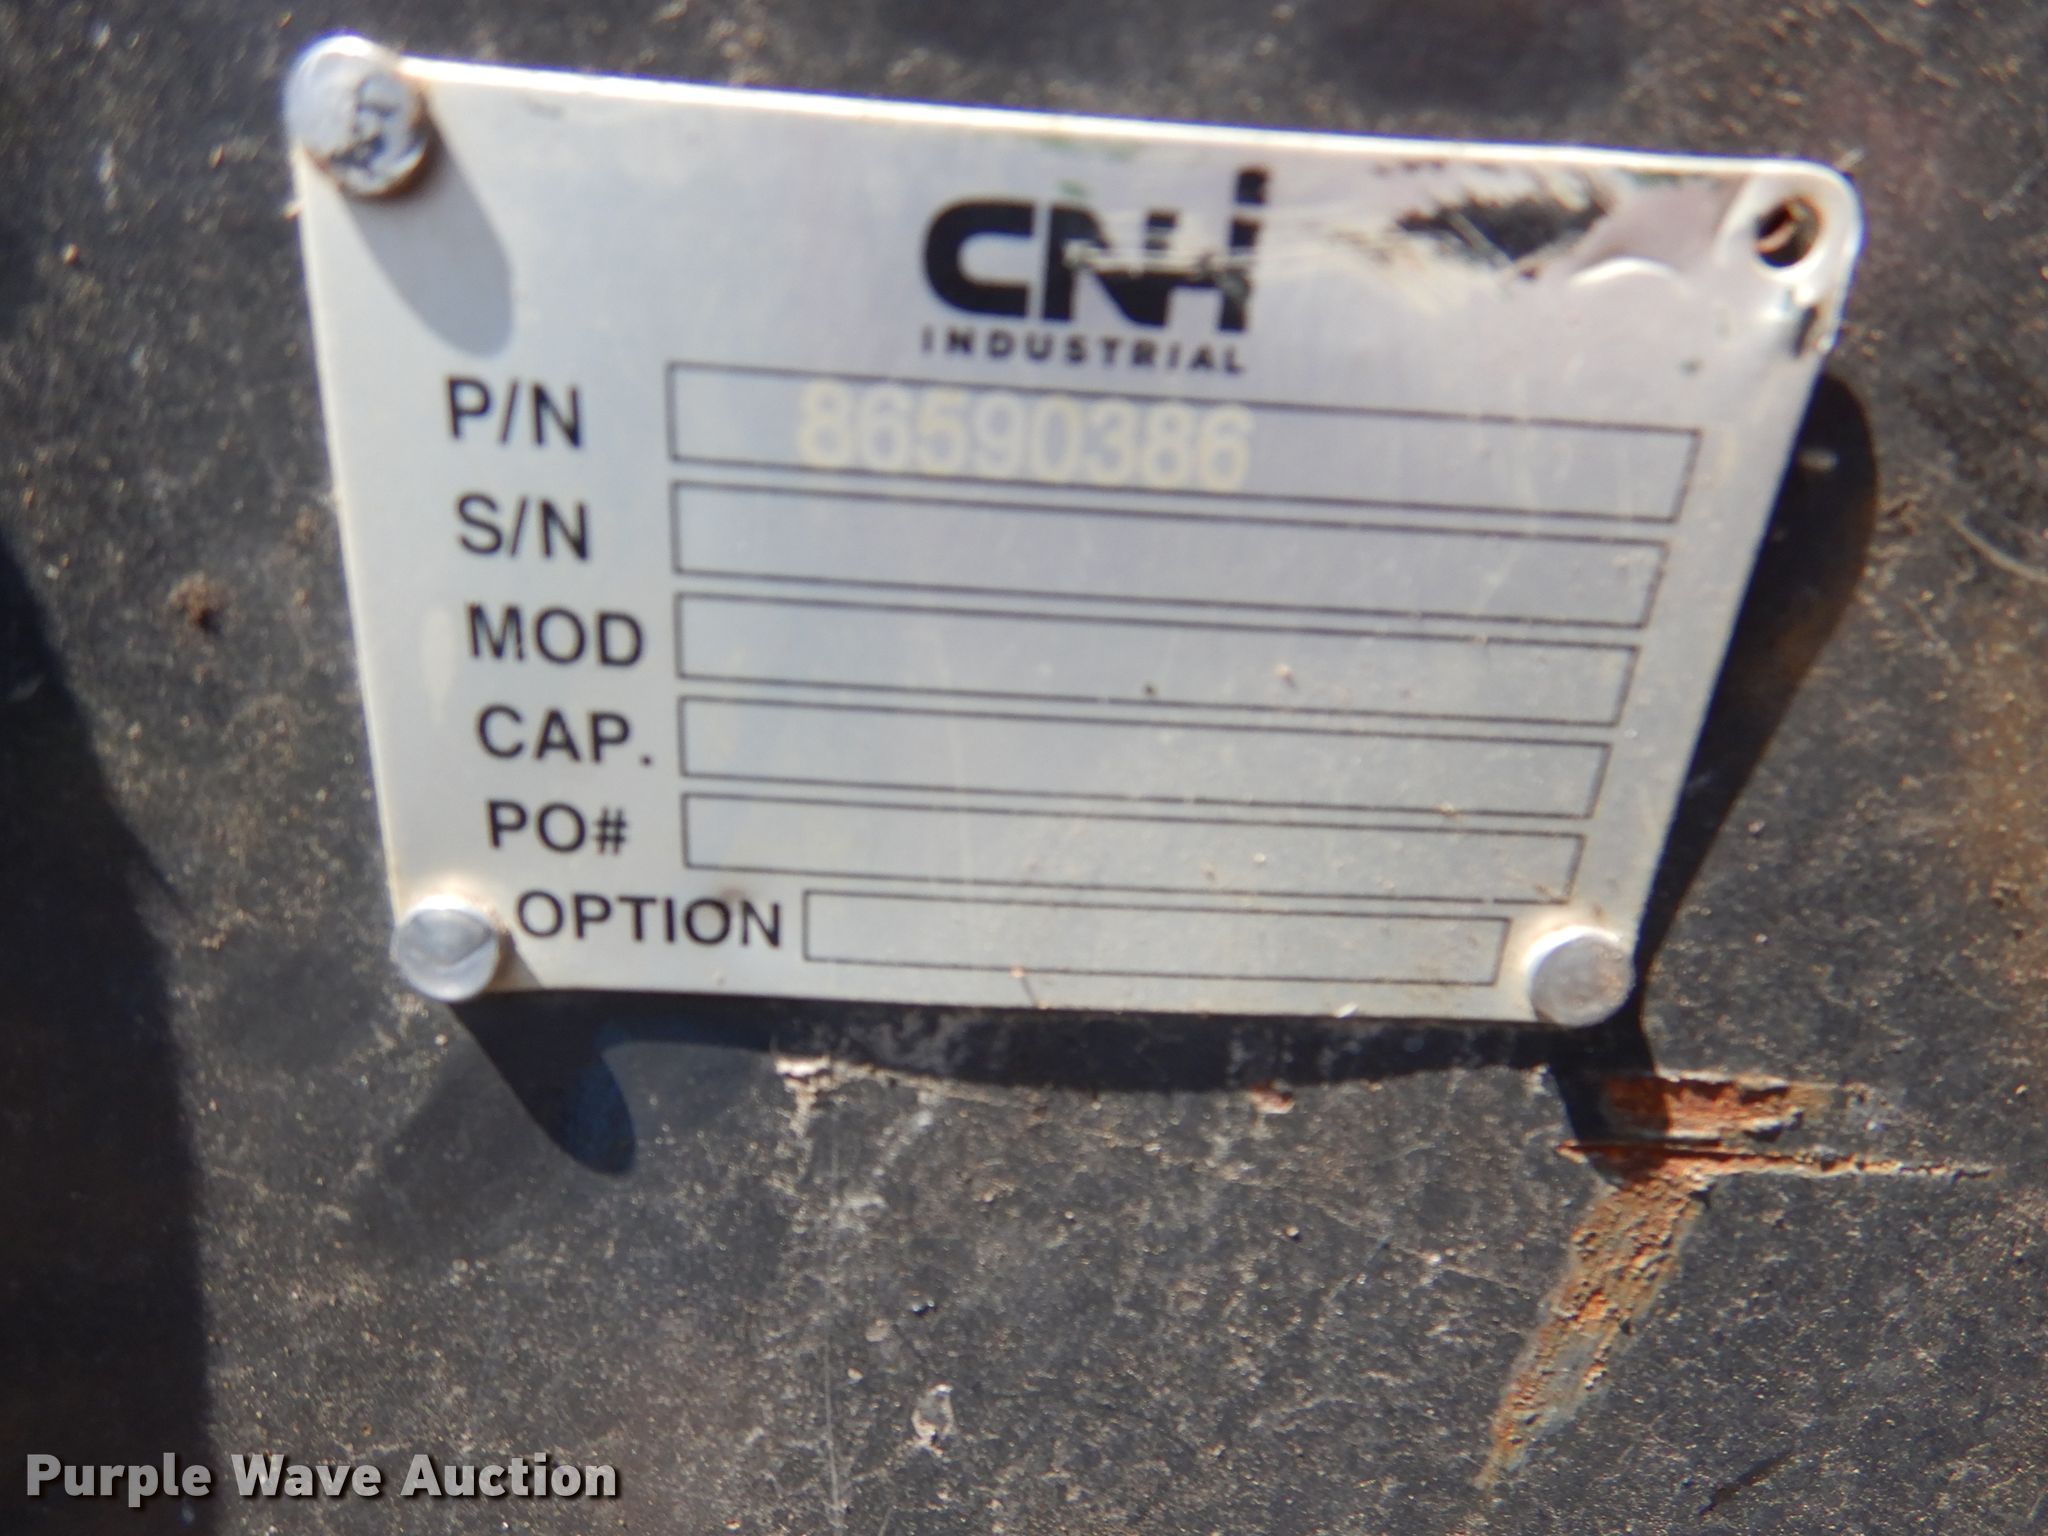 CNH
INDUSTRIAL
P/N 86590386
S/N
MOD
CAP.
PO#
OPTION
Purple Wave Auction